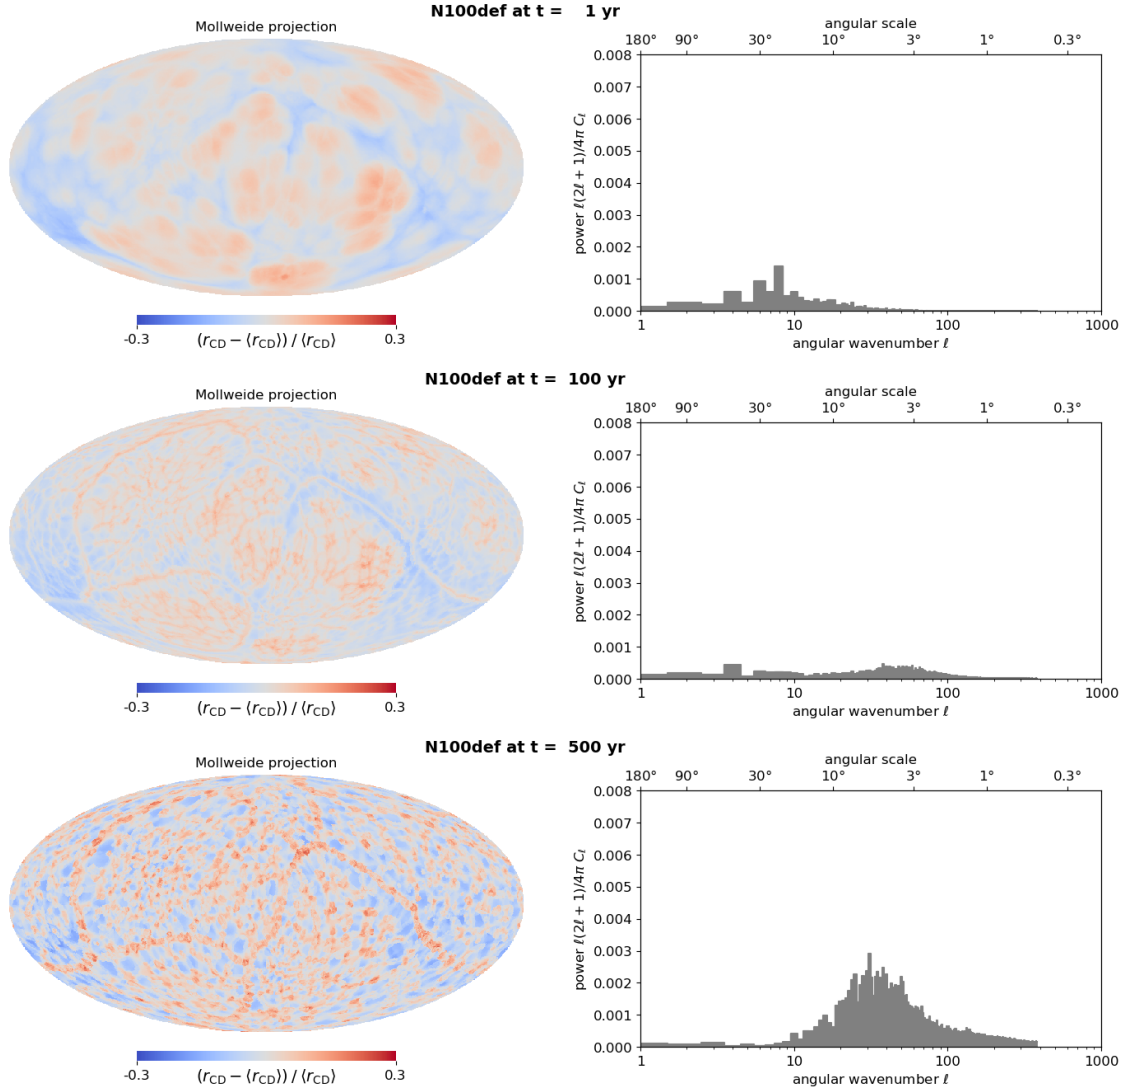 N100def at t = 1 yr
Mollweide projection
-0.3
0.3
(r_CD − ⟨r_CD⟩) / ⟨r_CD⟩
angular scale
180° 90° 30° 10° 3° 1° 0.3°
power ℓ(2ℓ + 1)/4π C_ℓ
0.008
0.007
0.006
0.005
0.004
0.003
0.002
0.001
0.000
1 10 100 1000
angular wavenumber ℓ
N100def at t = 100 yr
Mollweide projection
-0.3
0.3
(r_CD − ⟨r_CD⟩) / ⟨r_CD⟩
angular scale
180° 90° 30° 10° 3° 1° 0.3°
power ℓ(2ℓ + 1)/4π C_ℓ
0.008
0.007
0.006
0.005
0.004
0.003
0.002
0.001
0.000
1 10 100 1000
angular wavenumber ℓ
N100def at t = 500 yr
Mollweide projection
-0.3
0.3
(r_CD − ⟨r_CD⟩) / ⟨r_CD⟩
angular scale
180° 90° 30° 10° 3° 1° 0.3°
power ℓ(2ℓ + 1)/4π C_ℓ
0.008
0.007
0.006
0.005
0.004
0.003
0.002
0.001
0.000
1 10 100 1000
angular wavenumber ℓ